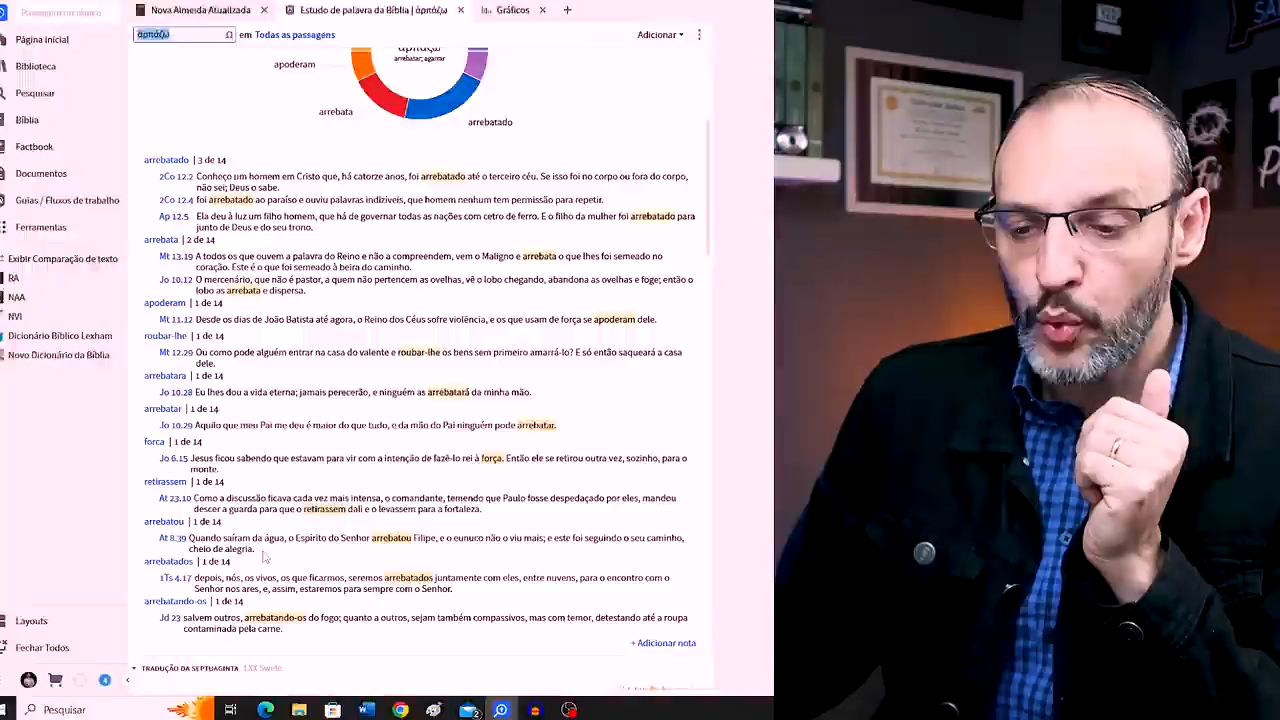 Nova Almeida Atualizada
Estudo de palavra da Bíblia | ἁρπάζω
Gráficos
ἁρπάζω
em Todas as passagens
Adicionar
Página inicial
Biblioteca
Pesquisar
Bíblia
Factbook
Documentos
Guias / Fluxos de trabalho
Ferramentas
Exibir Comparação de texto
RA
NAA
NVI
Dicionário Bíblico Lexham
Novo Dicionário da Bíblia
Layouts
Fechar Todos
ἁρπάζω
arrebatar; agarrar
apoderam
arrebata
arrebatado
arrebatado | 3 de 14
2Co 12.2 Conheço um homem em Cristo que, há catorze anos, foi arrebatado até o terceiro céu. Se isso foi no corpo ou fora do corpo,
não sei; Deus o sabe.
2Co 12.4 foi arrebatado ao paraíso e ouviu palavras indizíveis, que homem nenhum tem permissão para repetir.
Ap 12.5 Ela deu à luz um filho homem, que há de governar todas as nações com cetro de ferro. E o filho da mulher foi arrebatado para
junto de Deus e do seu trono.
arrebata | 2 de 14
Mt 13.19 A todos os que ouvem a palavra do Reino e não a compreendem, vem o Maligno e arrebata o que lhes foi semeado no
coração. Este é o que foi semeado à beira do caminho.
Jo 10.12 O mercenário, que não é pastor, a quem não pertencem as ovelhas, vê o lobo chegando, abandona as ovelhas e foge; então o
lobo as arrebata e dispersa.
apoderam | 1 de 14
Mt 11.12 Desde os dias de João Batista até agora, o Reino dos Céus sofre violência, e os que usam de força se apoderam dele.
roubar-lhe | 1 de 14
Mt 12.29 Ou como pode alguém entrar na casa do valente e roubar-lhe os bens sem primeiro amarrá-lo? E só então saqueará a casa
dele.
arrebatara | 1 de 14
Jo 10.28 Eu lhes dou a vida eterna; jamais perecerão, e ninguém as arrebatará da minha mão.
arrebatar | 1 de 14
Jo 10.29 Aquilo que meu Pai me deu é maior do que tudo, e da mão do Pai ninguém pode arrebatar.
forca | 1 de 14
Jo 6.15 Jesus ficou sabendo que estavam para vir com a intenção de fazê-lo rei à força. Então ele se retirou outra vez, sozinho, para o
monte.
retirassem | 1 de 14
At 23.10 Como a discussão ficava cada vez mais intensa, o comandante, temendo que Paulo fosse despedaçado por eles, mandou
descer a guarda para que o retirassem dali e o levassem para a fortaleza.
arrebatou | 1 de 14
At 8.39 Quando saíram da água, o Espírito do Senhor arrebatou Filipe, e o eunuco não o viu mais; e este foi seguindo o seu caminho,
cheio de alegria.
arrebatados | 1 de 14
1Ts 4.17 depois, nós, os vivos, os que ficarmos, seremos arrebatados juntamente com eles, entre nuvens, para o encontro com o
Senhor nos ares, e, assim, estaremos para sempre com o Senhor.
arrebatando-os | 1 de 14
Jd 23 salvem outros, arrebatando-os do fogo; quanto a outros, sejam também compassivos, mas com temor, detestando até a roupa
contaminada pela carne.
+ Adicionar nota
TRADUÇÃO DA SEPTUAGINTA LXX Swete
Pesquisar